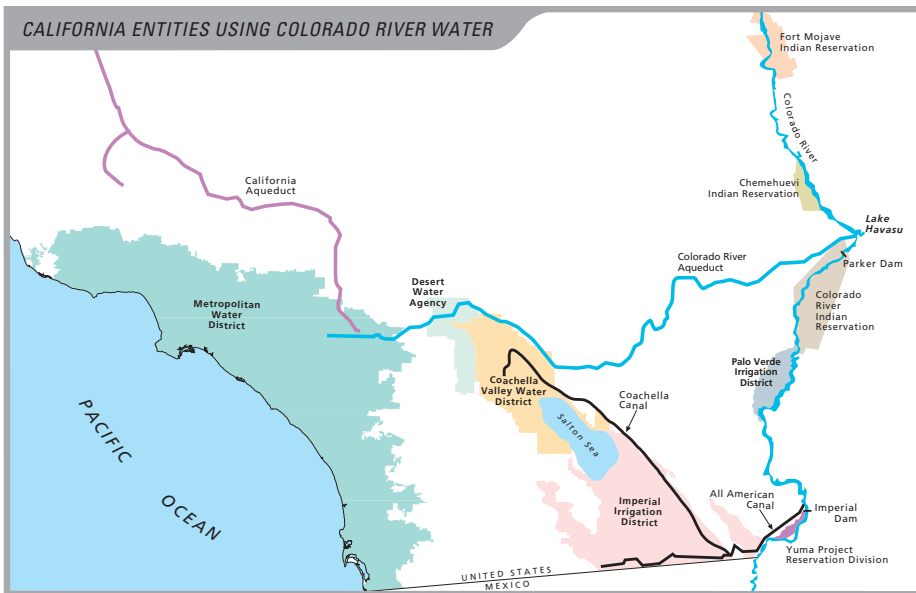 CALIFORNIA ENTITIES USING COLORADO RIVER WATER
Fort Mojave
Indian Reservation
Colorado River
California
Aqueduct
Chemehuevi
Indian Reservation
Lake
Havasu
Parker Dam
Colorado River
Aqueduct
Desert
Water
Agency
Metropolitan
Water
District
Colorado
River
Indian
Reservation
Palo Verde
Irrigation
District
Coachella
Valley Water
District
Coachella
Canal
Salton Sea
PACIFIC
OCEAN
Imperial
Irrigation
District
All American
Canal
Imperial
Dam
Yuma Project
Reservation Division
UNITED STATES
MEXICO